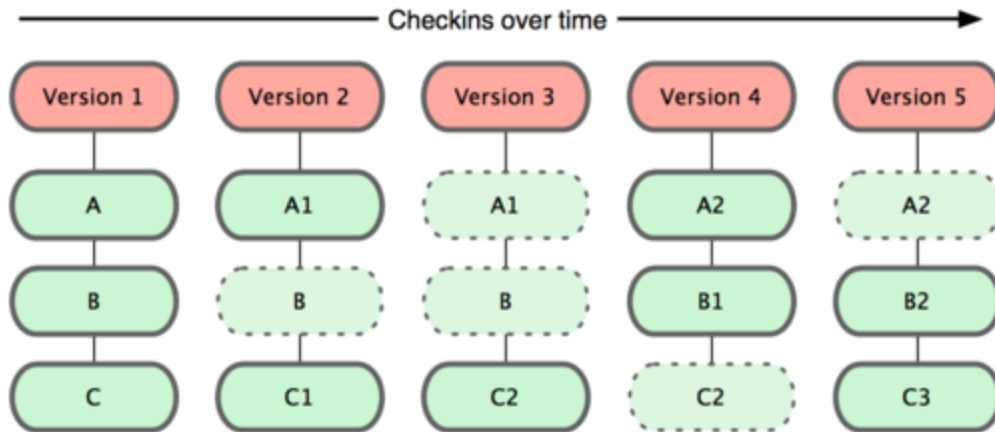 Checkins over time
Version 1 Version 2 Version 3 Version 4 Version 5
A A1 A1 A2 A2
B B B B1 B2
C C1 C2 C2 C3